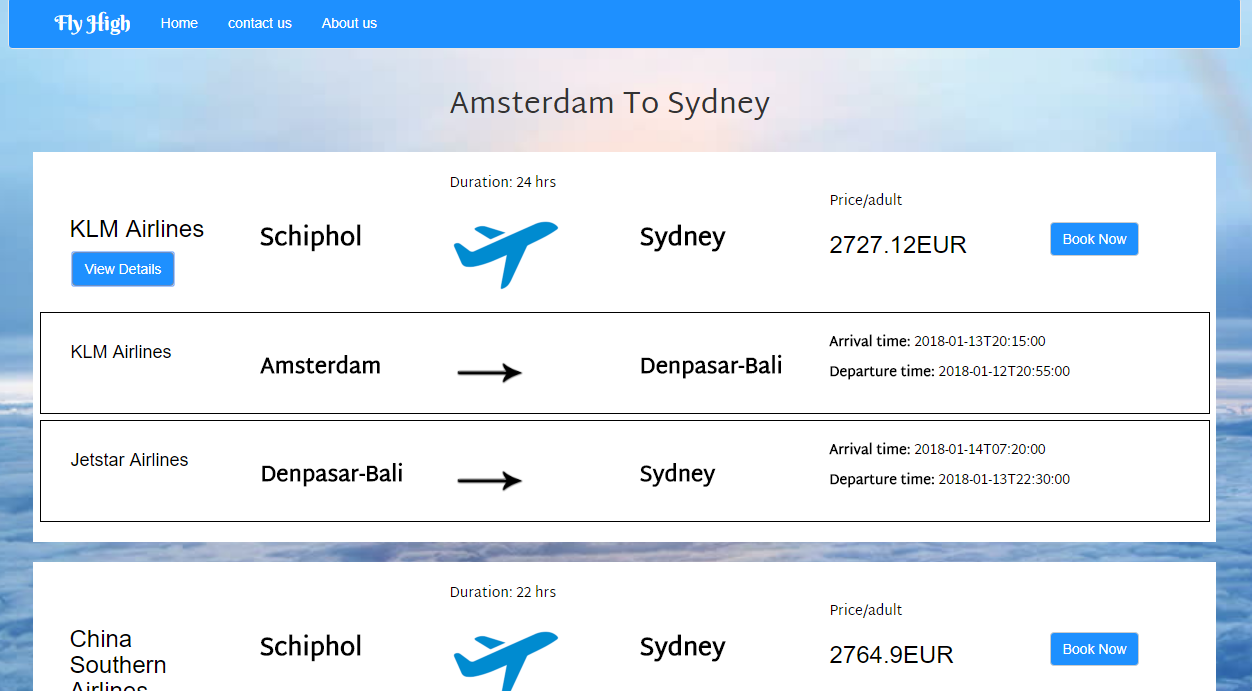 Fly High Home contact us About us
Amsterdam To Sydney
Duration: 24 hrs
Price/adult
KLM Airlines Schiphol Sydney 2727.12EUR Book Now
View Details
KLM Airlines Amsterdam Denpasar-Bali
Arrival time: 2018-01-13T20:15:00
Departure time: 2018-01-12T20:55:00
Jetstar Airlines Denpasar-Bali Sydney
Arrival time: 2018-01-14T07:20:00
Departure time: 2018-01-13T22:30:00
Duration: 22 hrs
Price/adult
China
Southern
Airlines
Schiphol Sydney 2764.9EUR Book Now